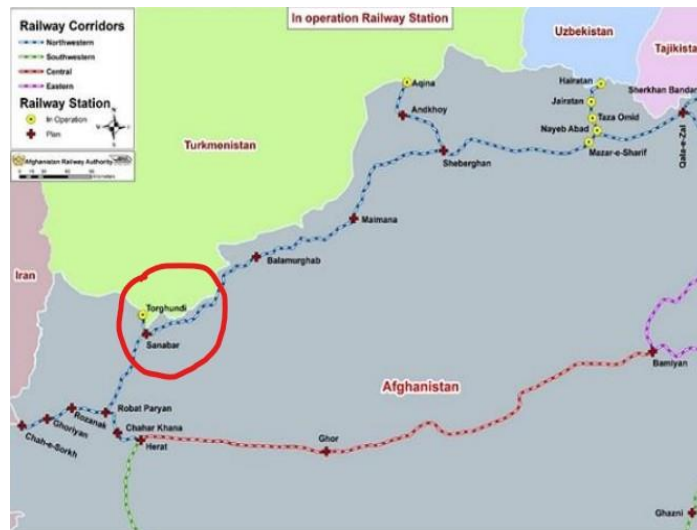 In operation Railway Station
Railway Corridors
Northwestern
Southwestern
Central
Eastern
Railway Station
In Operation
Plan
Afghanistan Railway Authority
Uzbekistan
Tajikista
Turkmenistan
Iran
Afghanistan
Aqina
Andkhoy
Hairatan
Jairatan
Taza Omid
Nayeb Abad
Mazar-e-Sharif
Sherkhan Bandar
Qala-e-Zal
Sheberghan
Maimana
Balamurghab
Torghundi
Sanabar
Robat Paryan
Rozanak
Ghoriyan
Chah-e-Sorkh
Chahar Khana
Herat
Ghor
Bamiyan
Ghazni